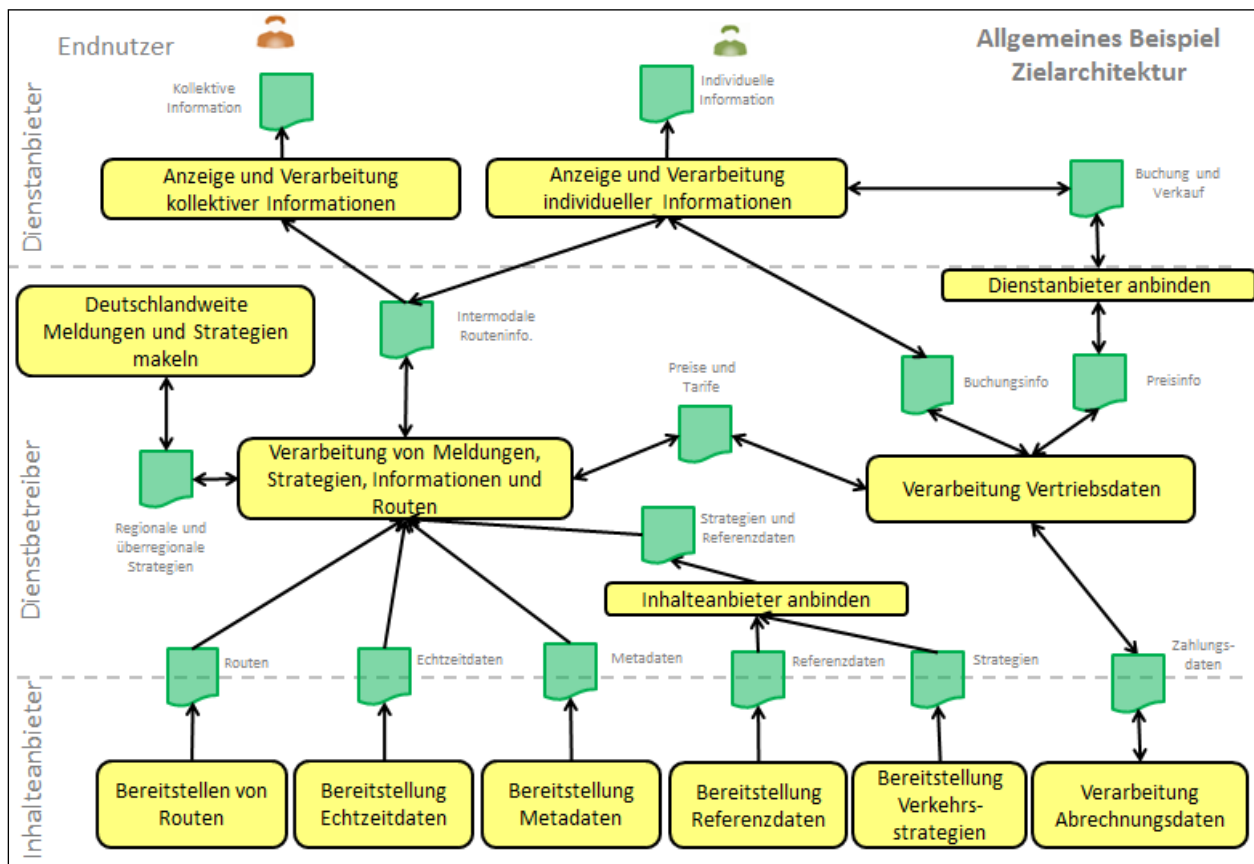 Endnutzer
Allgemeines Beispiel
Zielarchitektur
Dienstanbieter
Kollektive
Information
Individuelle
Information
Anzeige und Verarbeitung
kollektiver Informationen
Anzeige und Verarbeitung
individueller Informationen
Buchung und
Verkauf
Dienstbetreiber
Deutschlandweite
Meldungen und Strategien
makeln
Intermodale
Routeninfo.
Dienstanbieter anbinden
Preise und
Tarife
Buchungsinfo
Preisinfo
Verarbeitung von Meldungen,
Strategien, Informationen und
Routen
Verarbeitung Vertriebsdaten
Regionale und
überregionale
Strategien
Strategien und
Referenzdaten
Inhalteanbieter anbinden
Routen
Echtzeitdaten
Metadaten
Referenzdaten
Strategien
Zahlungs-
daten
Inhalteanbieter
Bereitstellen von
Routen
Bereitstellung
Echtzeitdaten
Bereitstellung
Metadaten
Bereitstellung
Referenzdaten
Bereitstellung
Verkehrs-
strategien
Verarbeitung
Abrechnungsdaten